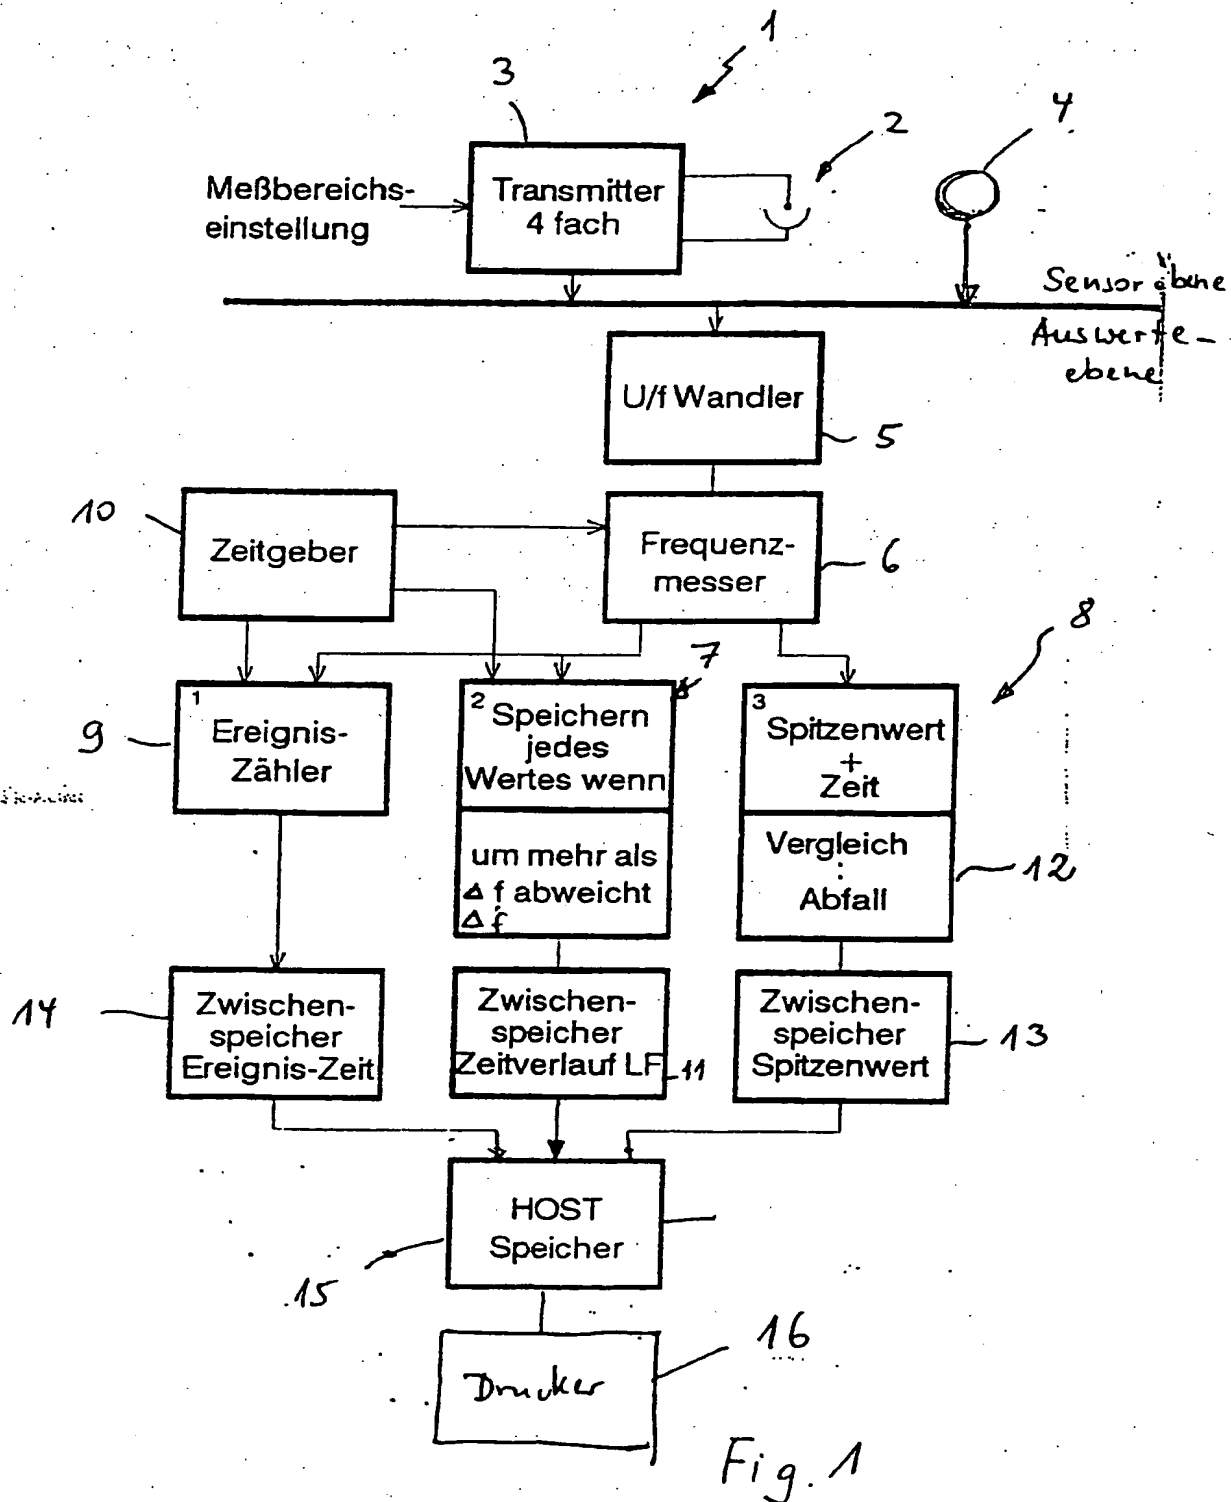 1
3
2
4
Meßbereichs-
einstellung
Transmitter
4 fach
Sensorebene
Auswerte-
ebene
U/f Wandler
5
10
Zeitgeber
Frequenz-
messer
6
7
8
9
1
Ereignis-
Zähler
2 Speichern
jedes
Wertes wenn
um mehr als
Δ f abweicht
Δ f
3
Spitzenwert
+
Zeit
Vergleich
:
Abfall
12
14
Zwischen-
speicher
Ereignis-Zeit
Zwischen-
speicher
Zeitverlauf LF
11
Zwischen-
speicher
Spitzenwert
13
HOST
Speicher
15
Drucker
16
Fig. 1